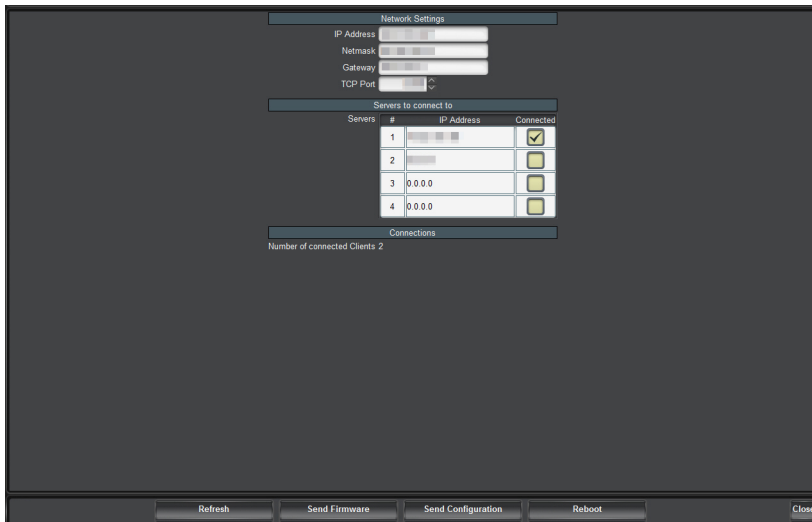 Network Settings
IP Address
Netmask
Gateway
TCP Port
Servers to connect to
Servers # IP Address Connected
1
2
3 0.0.0.0
4 0.0.0.0
Connections
Number of connected Clients 2
Refresh Send Firmware Send Configuration Reboot